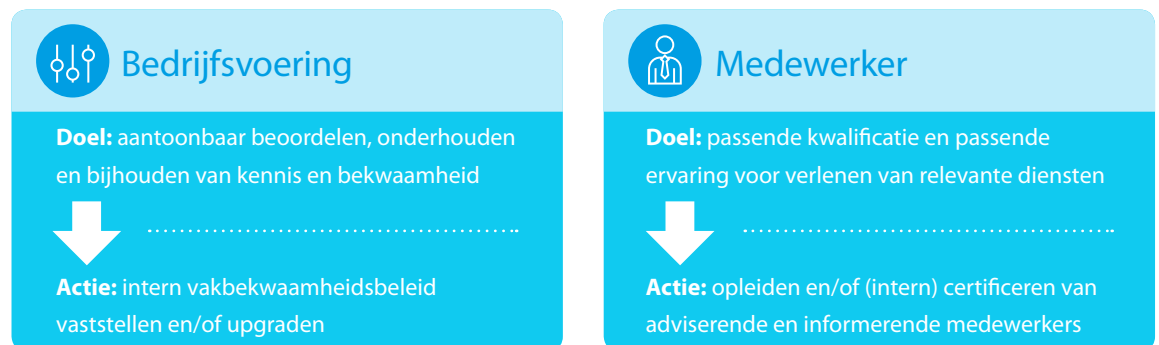 Bedrijfsvoering
Doel: aantoonbaar beoordelen, onderhouden
en bijhouden van kennis en bekwaamheid
Actie: intern vakbekwaamheidsbeleid
vaststellen en/of upgraden
Medewerker
Doel: passende kwalificatie en passende
ervaring voor verlenen van relevante diensten
Actie: opleiden en/of (intern) certificeren van
adviserende en informerende medewerkers